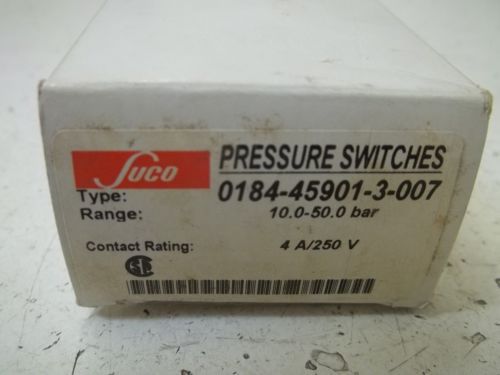 Suco
PRESSURE SWITCHES
Type: 0184-45901-3-007
Range: 10.0-50.0 bar
Contact Rating: 4 A/250 V